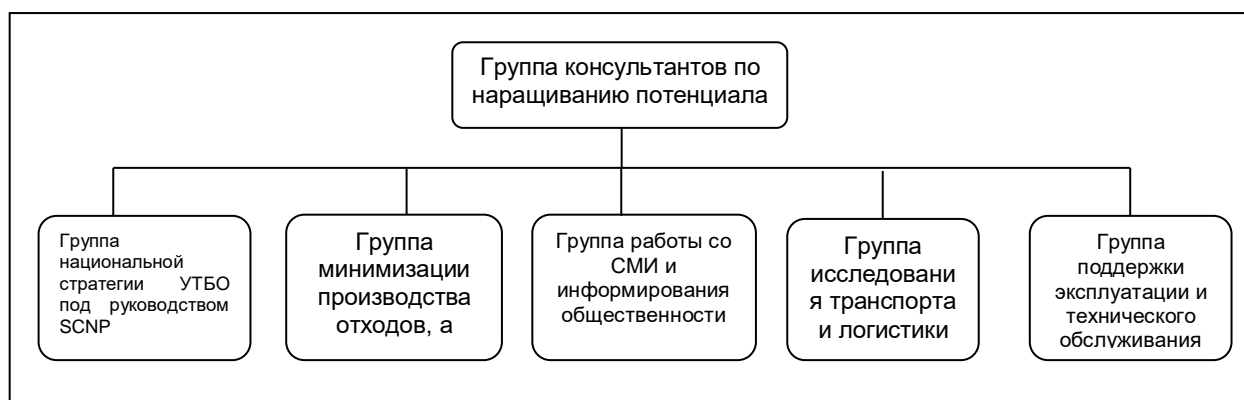 Группа консультантов по
наращиванию потенциала
Группа
национальной
стратегии УТБО
под руководством
SCNP
Группа
минимизации
производства
отходов, а
Группа работы со
СМИ и
информирования
общественности
Группа
исследовани
я транспорта
и логистики
Группа
поддержки
эксплуатации и
технического
обслуживания